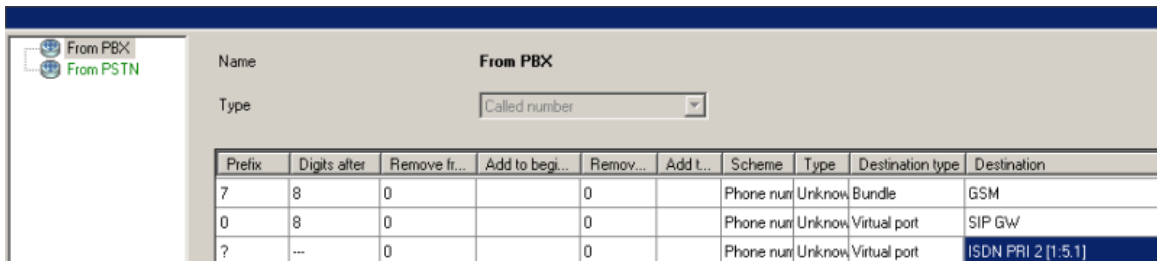 From PBX
From PSTN
Name From PBX
Type Called number
Prefix Digits after Remove fr... Add to begi... Remov... Add t... Scheme Type Destination type Destination
7 8 0 0 Phone num Unknow Bundle GSM
0 8 0 0 Phone num Unknow Virtual port SIP GW
? --- 0 0 Phone num Unknow Virtual port ISDN PRI 2 [1:5.1]